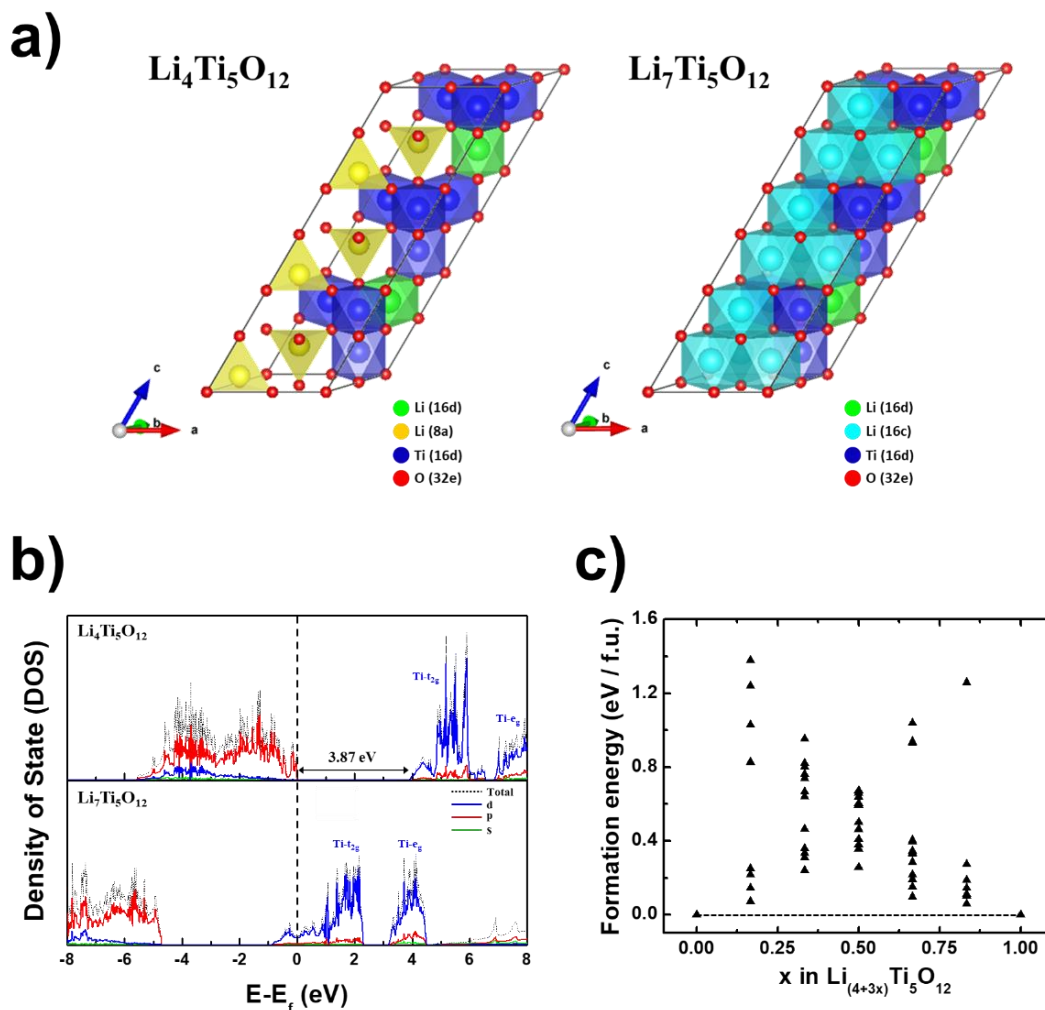 a)
Li4Ti5O12
Li7Ti5O12
c
b
a
Li (16d)
Li (8a)
Ti (16d)
O (32e)
c
b
a
Li (16d)
Li (16c)
Ti (16d)
O (32e)
b)
Density of State (DOS)
Li4Ti5O12
Ti-t2g
Ti-eg
3.87 eV
Li7Ti5O12
Total
d
p
s
Ti-t2g
Ti-eg
-8 -6 -4 -2 0 2 4 6 8
E-Ef (eV)
c)
Formation energy (eV / f.u.)
1.6
1.2
0.8
0.4
0.0
0.00 0.25 0.50 0.75 1.00
x in Li(4+3x)Ti5O12